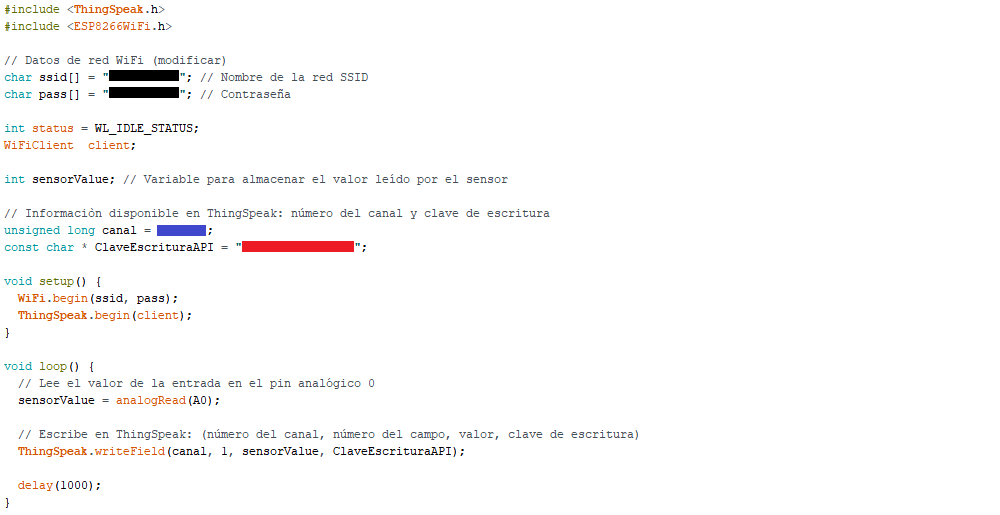 #include <ThingSpeak.h>
#include <ESP8266WiFi.h>
// Datos de red WiFi (modificar)
char ssid[] = ""; // Nombre de la red SSID
char pass[] = ""; // Contraseña
int status = WL_IDLE_STATUS;
WiFiClient  client;
int sensorValue; // Variable para almacenar el valor leído por el sensor
// Informaciòn disponible en ThingSpeak: número del canal y clave de escritura
unsigned long canal = ;
const char * ClaveEscrituraAPI = "";
void setup() {
  WiFi.begin(ssid, pass);
  ThingSpeak.begin(client);
}
void loop() {
  // Lee el valor de la entrada en el pin analógico 0
  sensorValue = analogRead(A0);
  // Escribe en ThingSpeak: (número del canal, número del campo, valor, clave de escritura)
  ThingSpeak.writeField(canal, 1, sensorValue, ClaveEscrituraAPI);
  delay(1000);
}